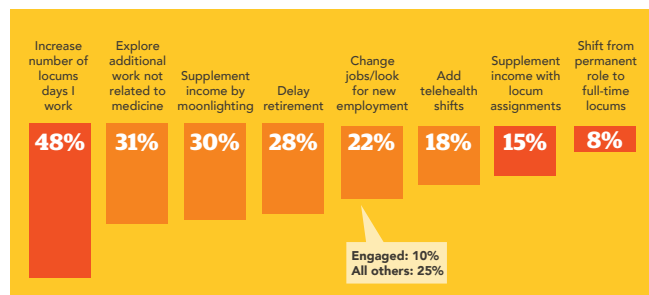 Increase
number of
locums
days I
work
48%
Explore
additional
work not
related to
medicine
31%
Supplement
income by
moonlighting
30%
Delay
retirement
28%
Change
jobs/look
for new
employment
22%
Engaged: 10%
All others: 25%
Add
telehealth
shifts
18%
Supplement
income with
locum
assignments
15%
Shift from
permanent
role to
full-time
locums
8%